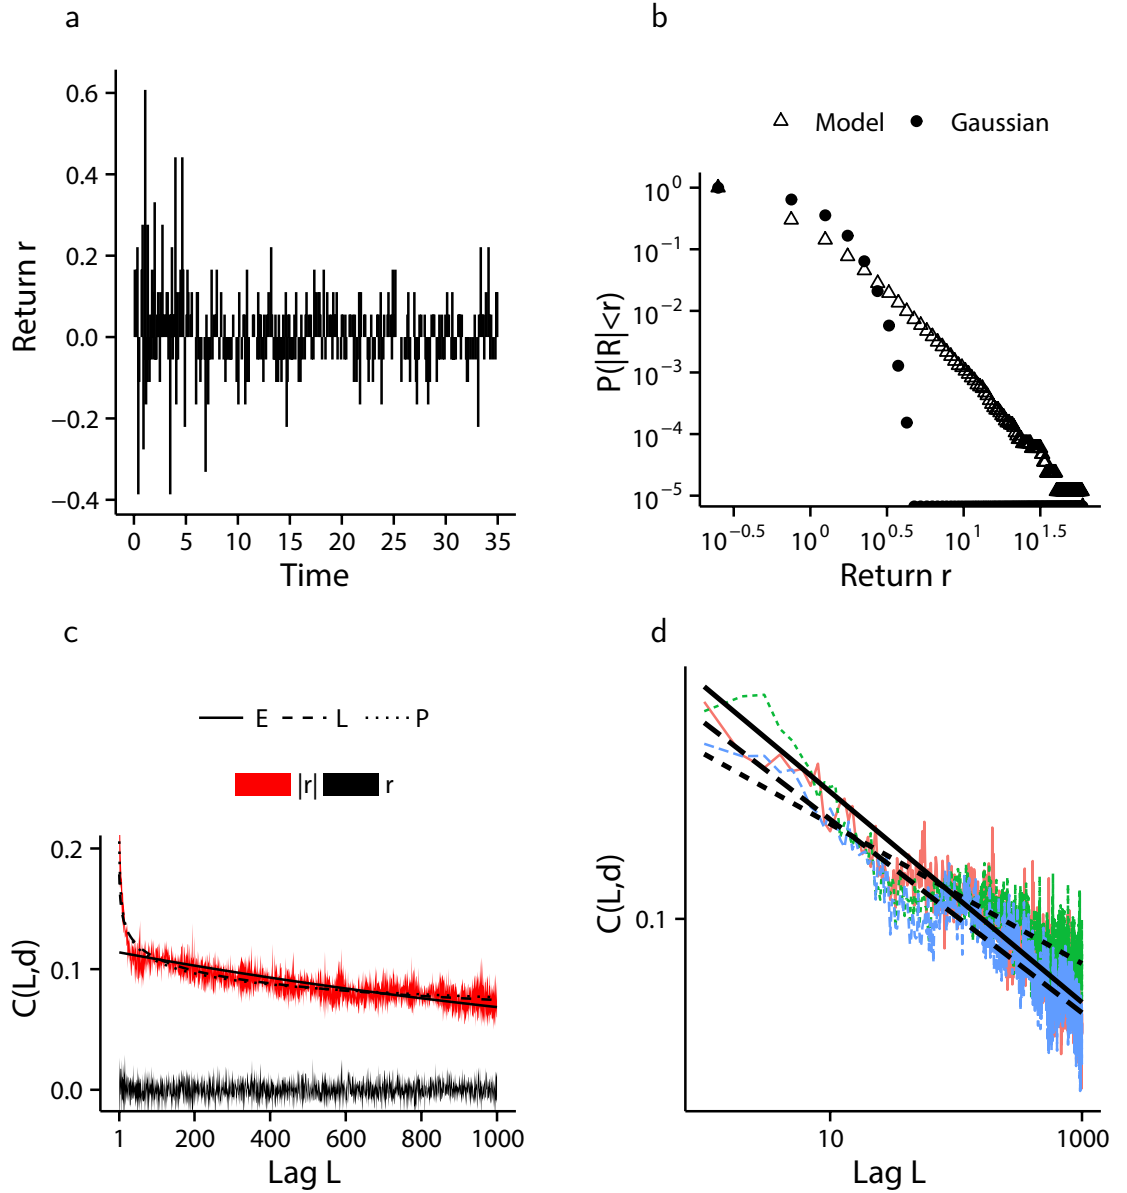 a
0.6
0.4
0.2
0.0
−0.2
−0.4
Return r
0 5 10 15 20 25 30 35
Time
b
Model Gaussian
10^0
10^−1
10^−2
10^−3
10^−4
10^−5
P(|R|<r)
10^−0.5 10^0 10^0.5 10^1 10^1.5
Return r
c
E L P
|r| r
0.2
0.1
0.0
C(L,d)
1 200 400 600 800 1000
Lag L
d
0.1
C(L,d)
10 1000
Lag L